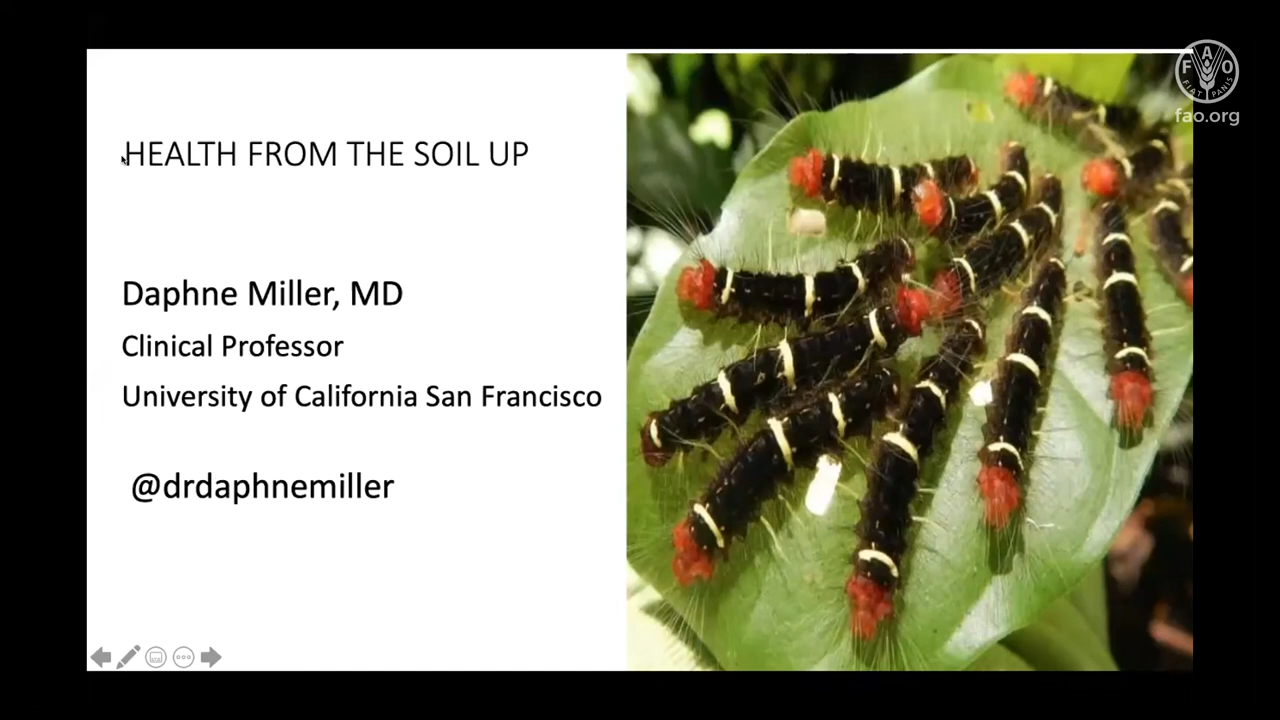 HEALTH FROM THE SOIL UP
Daphne Miller, MD
Clinical Professor
University of California San Francisco
@drdaphnemiller
F A O
FIAT PANIS
fao.org